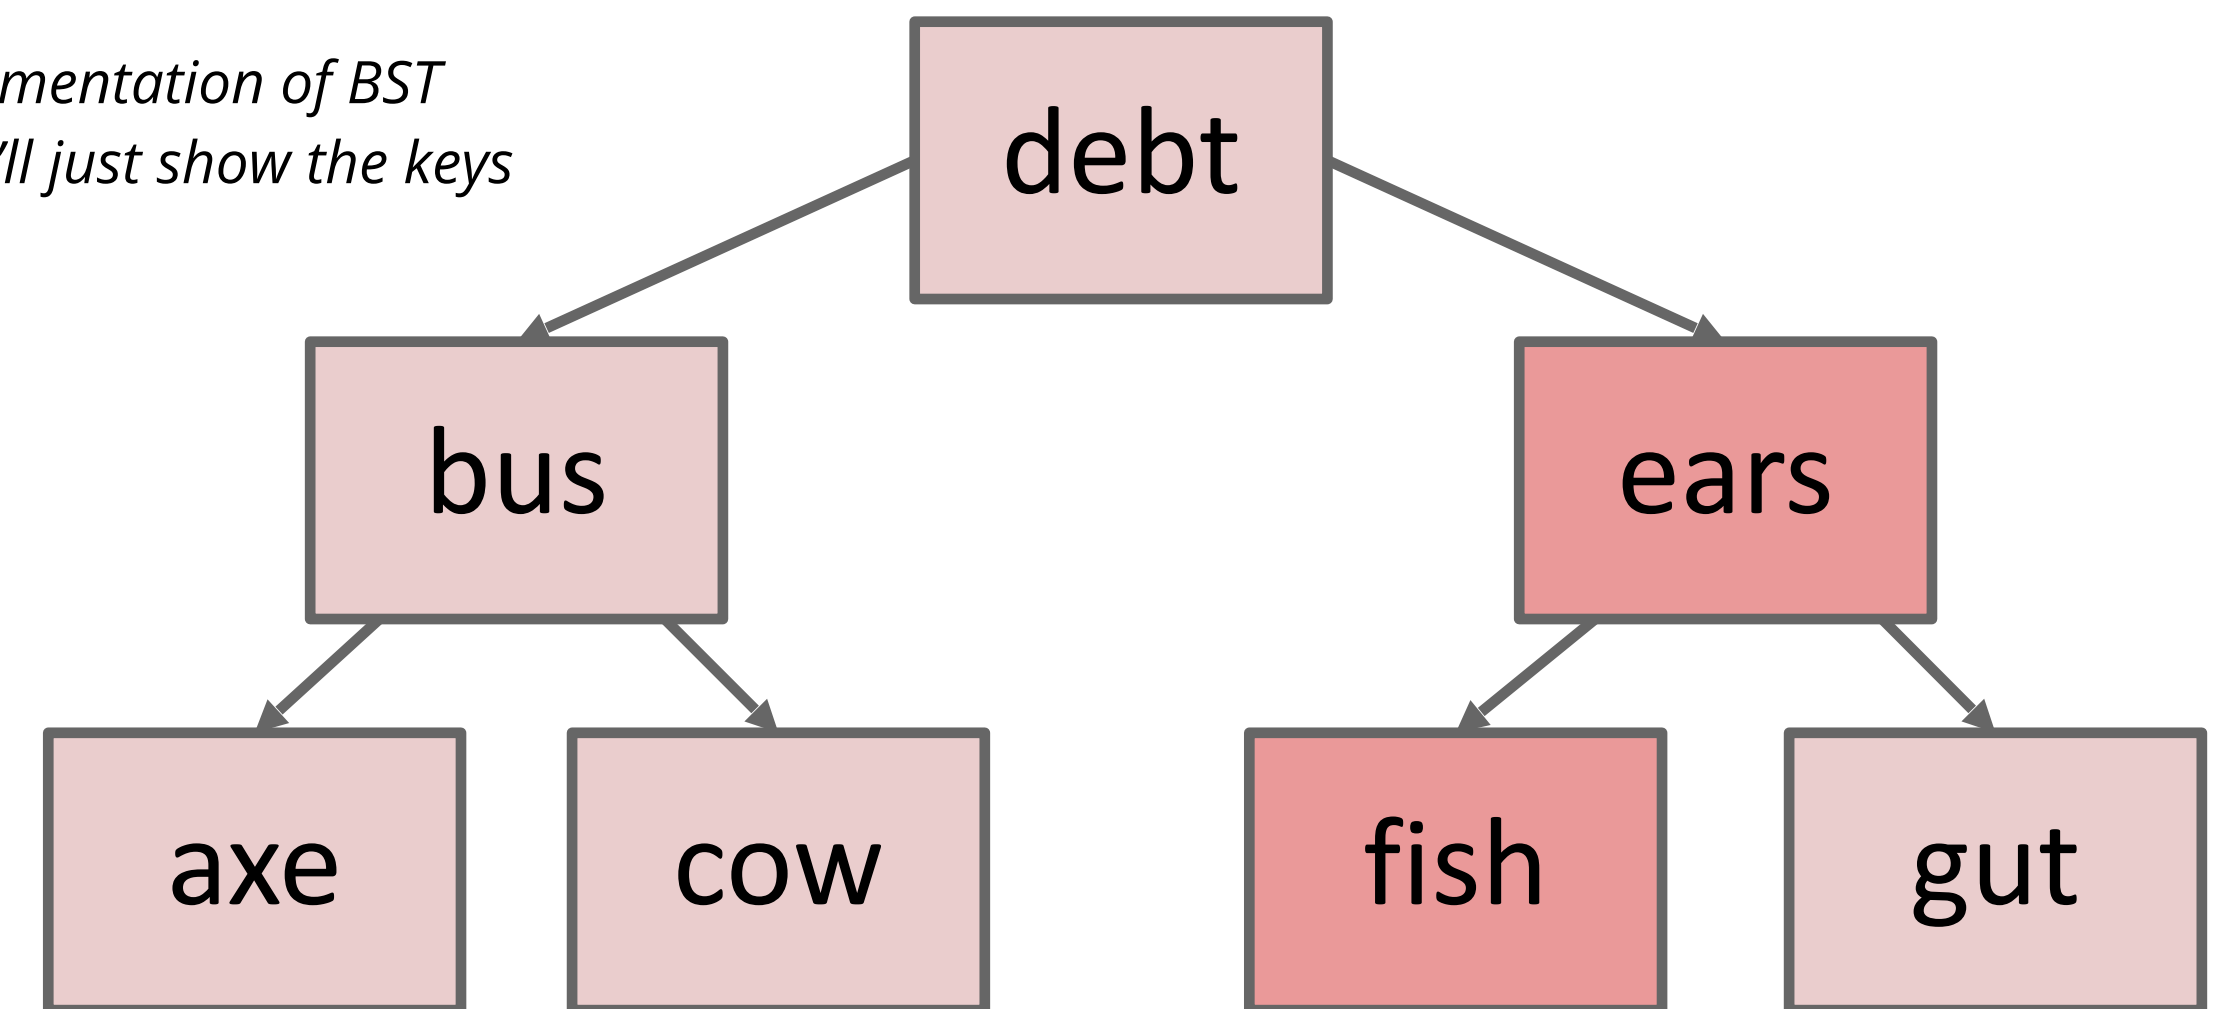 mentation of BST
'll just show the keys
debt
bus
ears
axe
cow
fish
gut